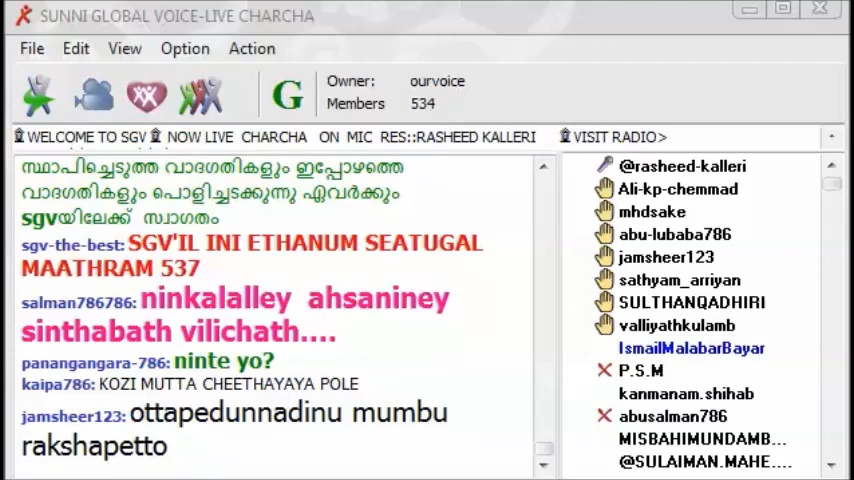 SUNNI GLOBAL VOICE-LIVE CHARCHA
File Edit View Option Action
G
Owner: ourvoice
Members 534
WELCOME TO SGV NOW LIVE CHARCHA ON MIC RES::RASHEED KALLERI VISIT RADIO>
സ്ഥാപിച്ചെടുത്ത വാദഗതികളും ഇപ്പോഴത്തെ
വാദഗതികളും പൊളിച്ചടക്കുന്നു ഏവർക്കും
sgvയിലേക്ക് സ്വാഗതം
sgv-the-best: SGV'IL INI ETHANUM SEATUGAL
MAATHRAM 537
salman786786: ninkalalley ahsaniney
sinthabath vilichath....
panangangara-786: ninte yo?
kaipa786: KOZI MUTTA CHEETHAYAYA POLE
jamsheer123: ottapedunnadinu mumbu
rakshapetto
@rasheed-kalleri
Ali-kp-chemmad
mhdsake
abu-lubaba786
jamsheer123
sathyam_arriyan
SULTHANQADHIRI
valliyathkulamb
IsmailMalabarBayar
P.S.M
kanmanam.shihab
abusalman786
MISBAHIMUNDAMB...
@SULAIMAN.MAHE....